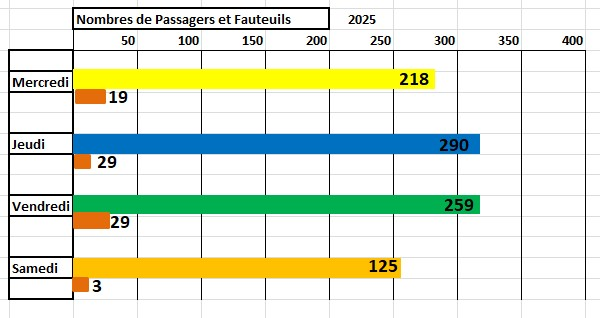 Nombres de Passagers et Fauteuils 2025
50 100 150 200 250 300 350 400
Mercredi 218
19
Jeudi 290
29
Vendredi 259
29
Samedi 125
3